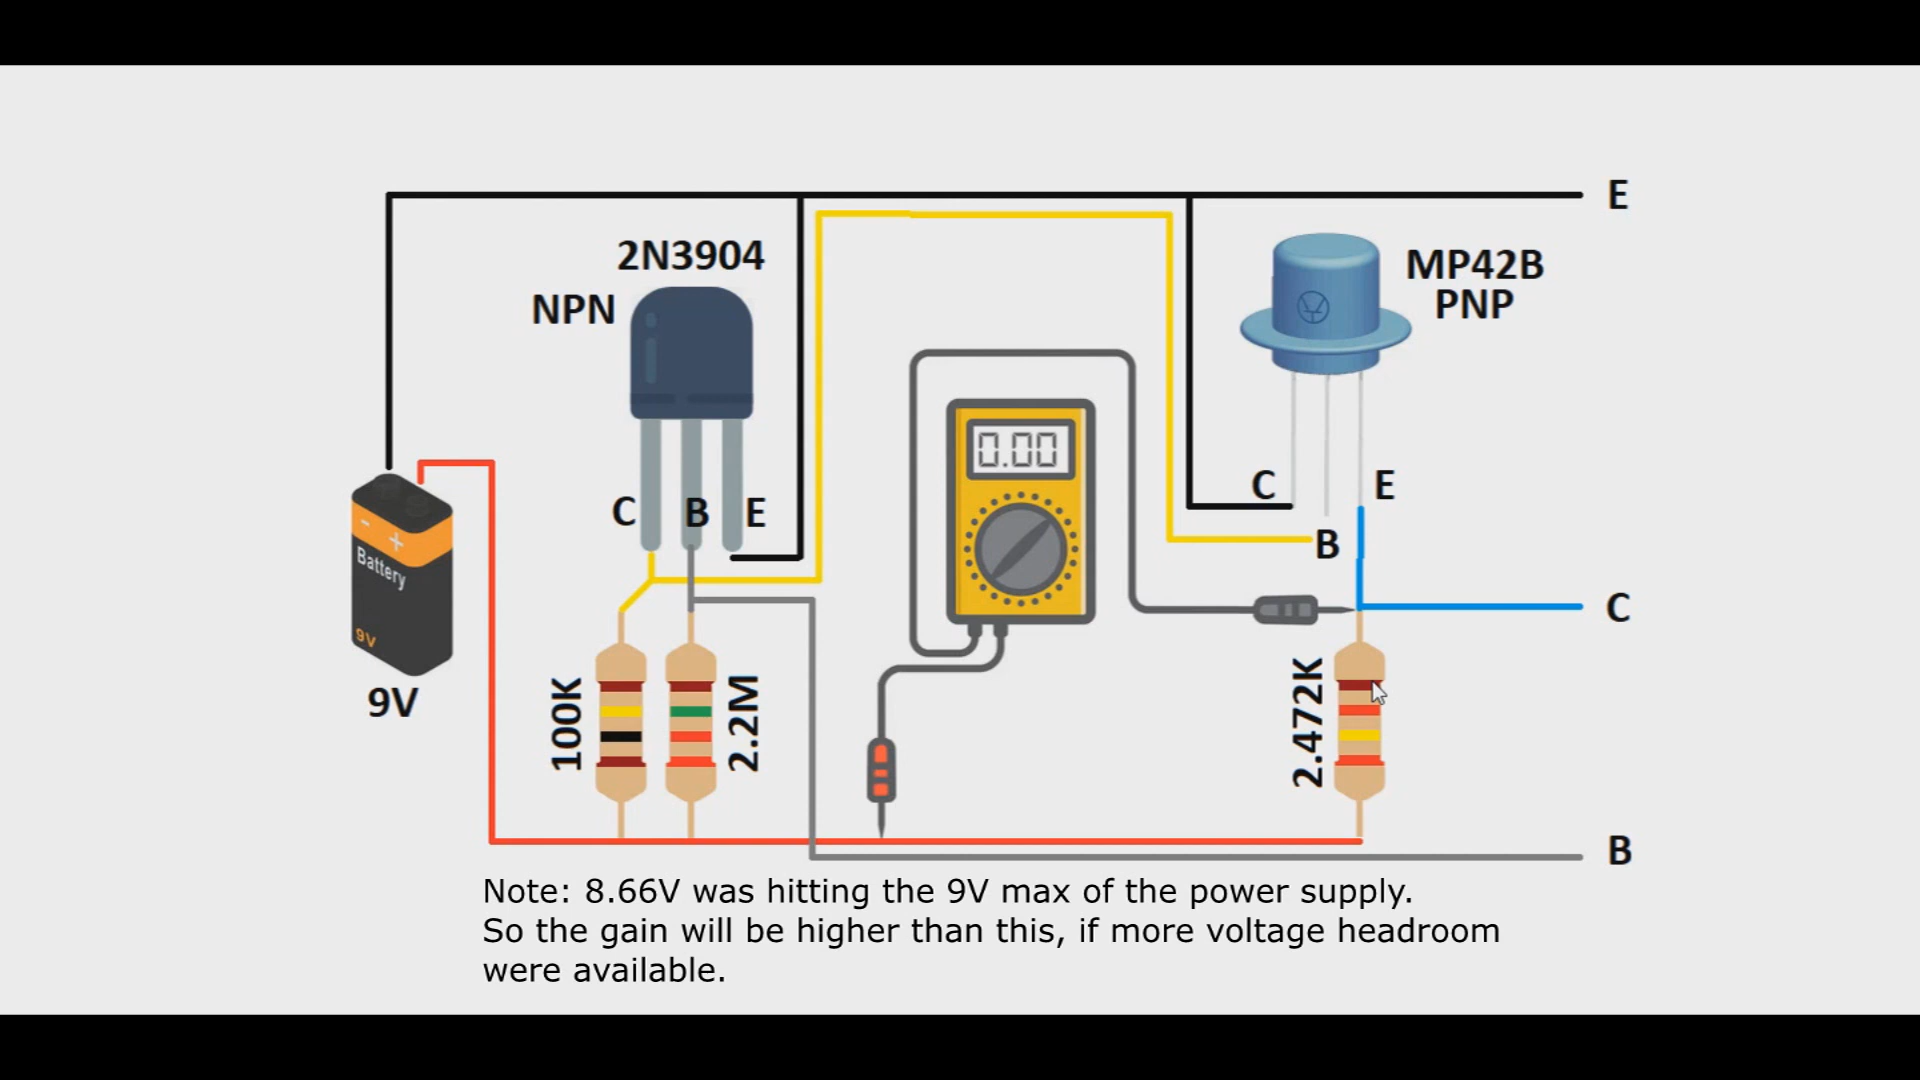 E
2N3904
NPN
MP42B
PNP
0.00
C
E
C
B
E
B
-
+
Battery
9V
9V
C
100K
2.2M
2.472K
B
Note: 8.66V was hitting the 9V max of the power supply.
So the gain will be higher than this, if more voltage headroom
were available.